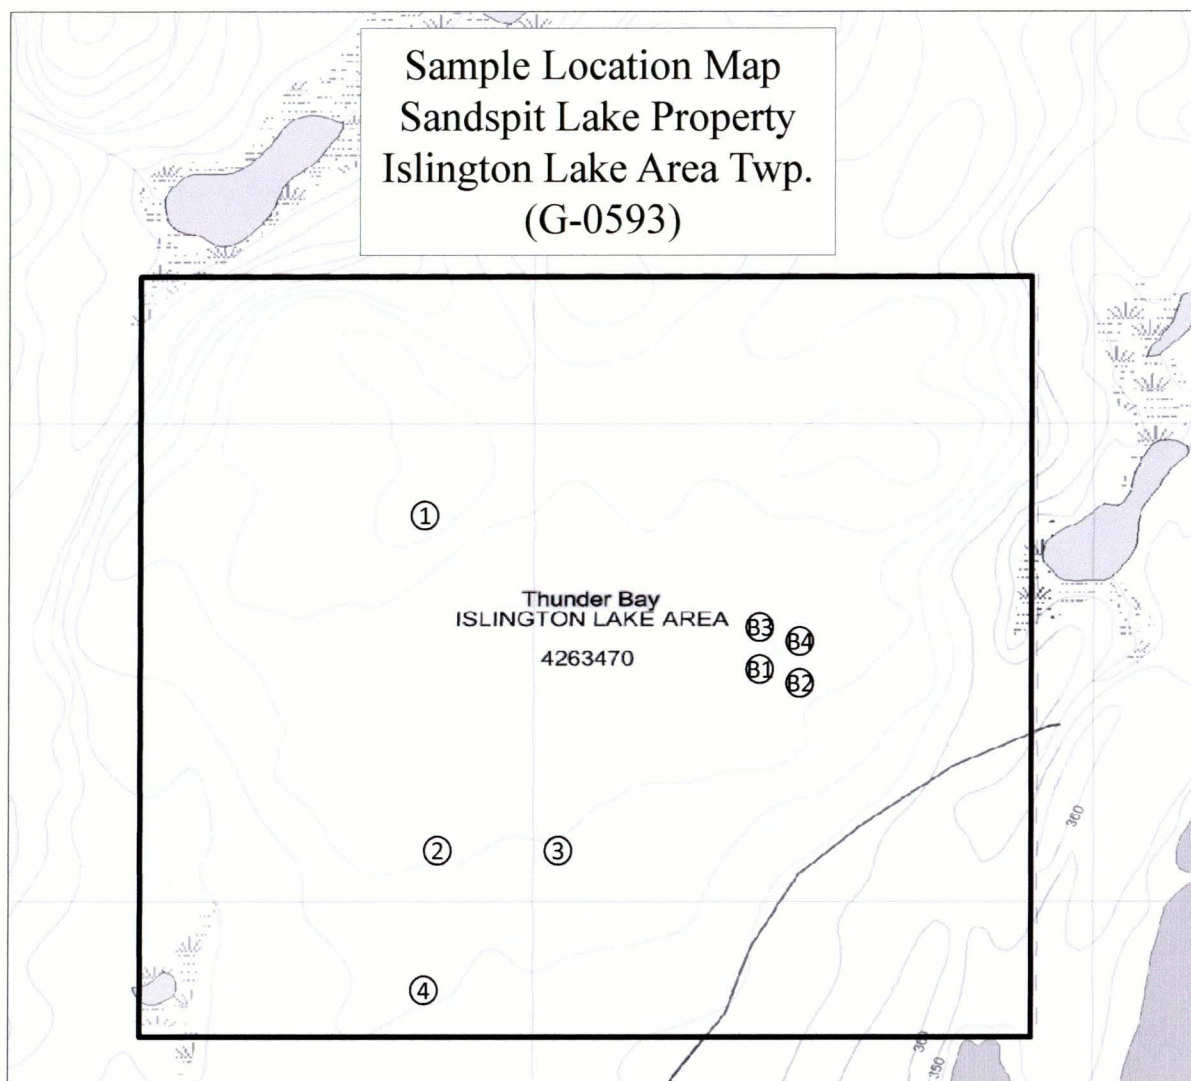 Sample Location Map
Sandspit Lake Property
Islington Lake Area Twp.
(G-0593)
1
Thunder Bay
ISLINGTON LAKE AREA
4263470
B3
B4
B1
B2
360
2
3
4
360
350